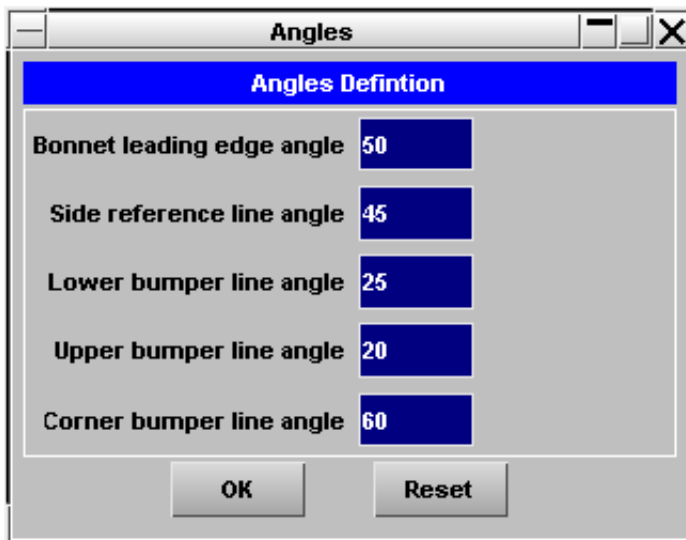 Angles
Angles Defintion
Bonnet leading edge angle 50
Side reference line angle 45
Lower bumper line angle 25
Upper bumper line angle 20
Corner bumper line angle 60
OK Reset